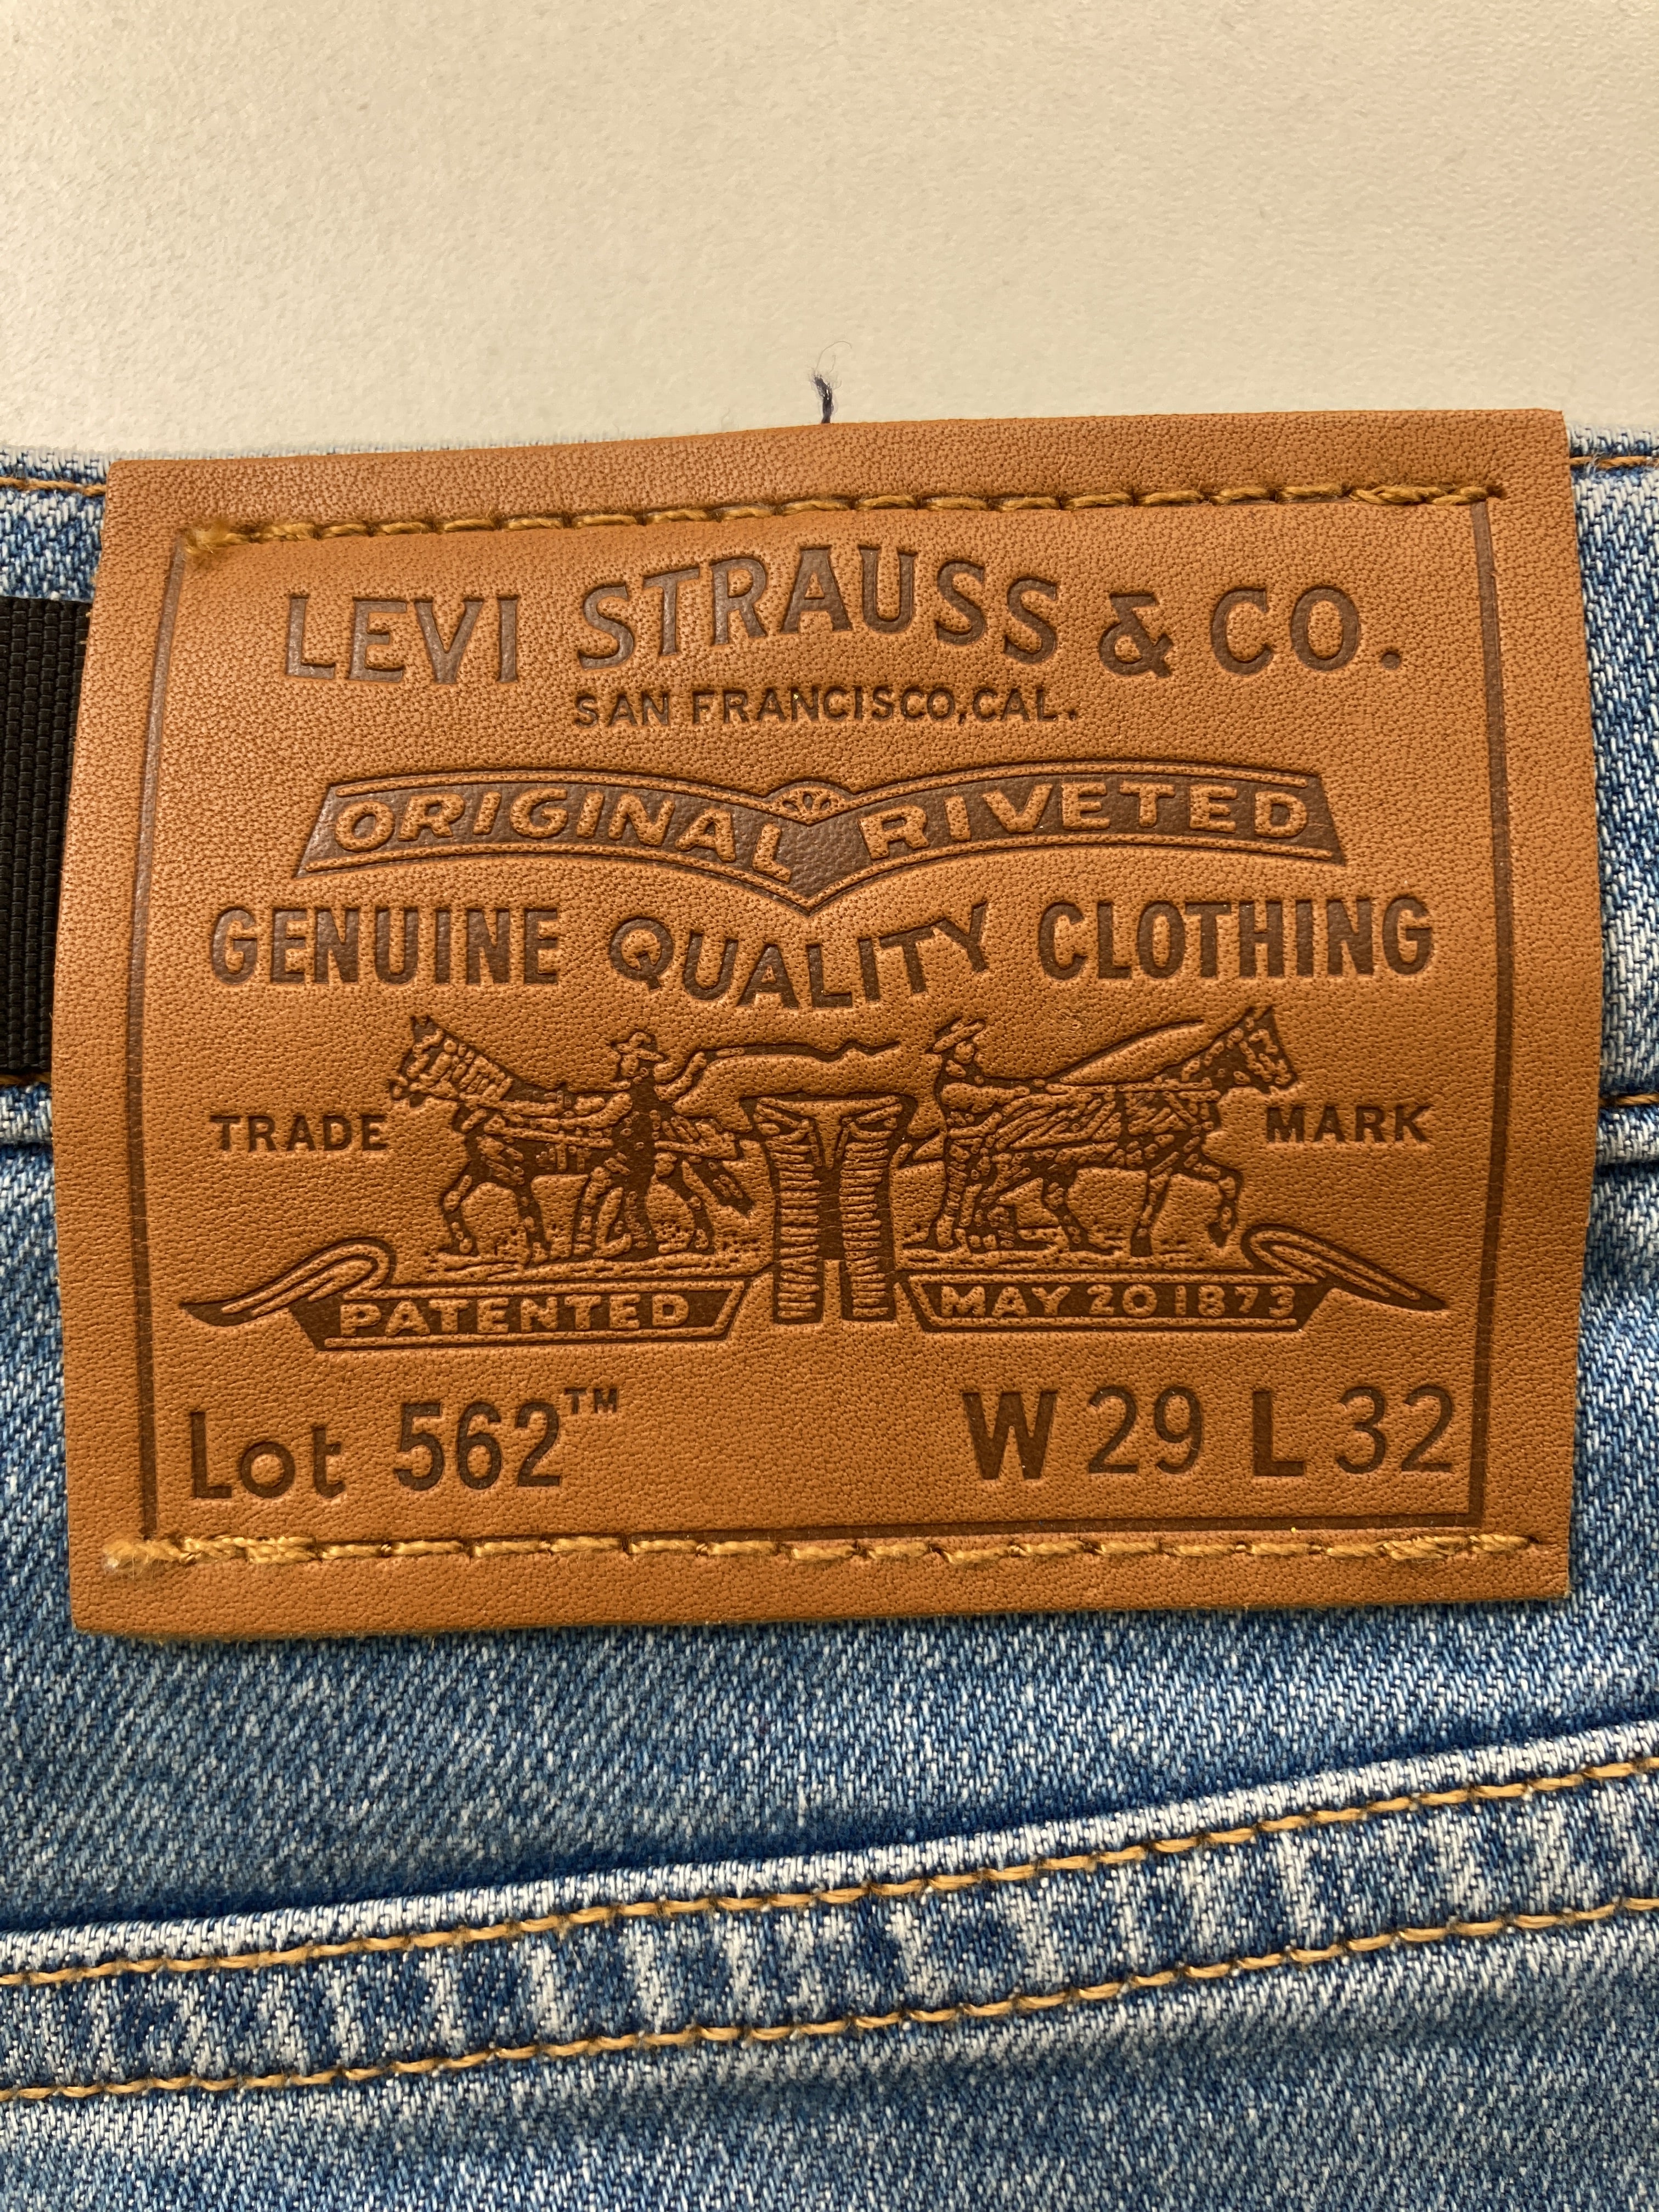 LEVI STRAUSS & CO.
SAN FRANCISCO, CAL.
ORIGINAL RIVETED
GENUINE QUALITY CLOTHING
TRADE MARK
PATENTED MAY 20 1873
Lot 562™ W 29 L 32